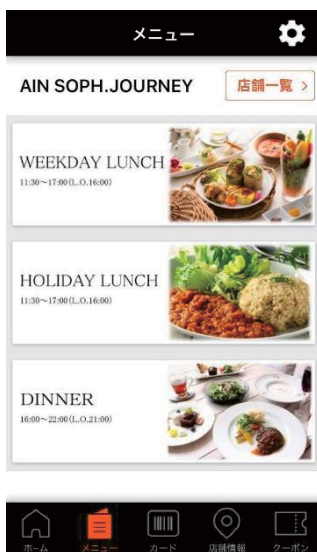 メニュー
AIN SOPH.JOURNEY
店舗一覧 >
WEEKDAY LUNCH
11:30〜17:00(L.O.16:00)
HOLIDAY LUNCH
11:30〜17:00(L.O.16:00)
DINNER
16:00〜22:00(L.O.21:00)
ホーム
メニュー
カード
店舗情報
クーポン